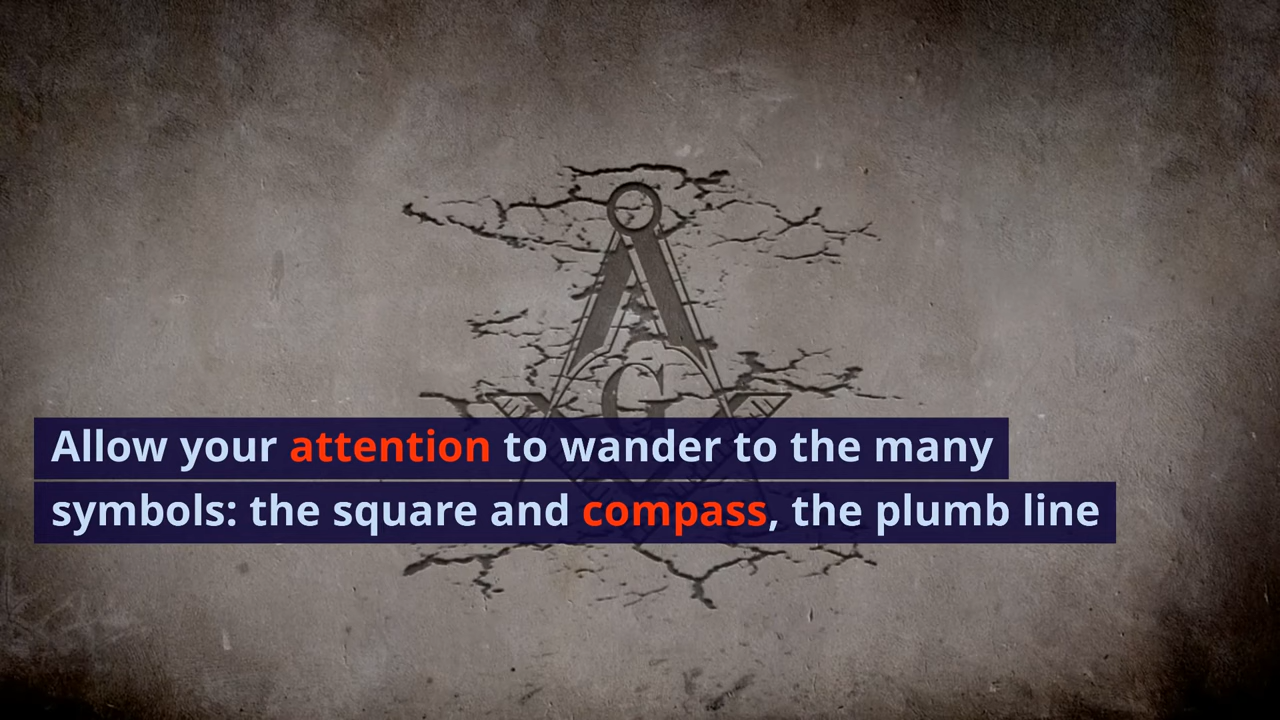 G
Allow your attention to wander to the many
symbols: the square and compass, the plumb line